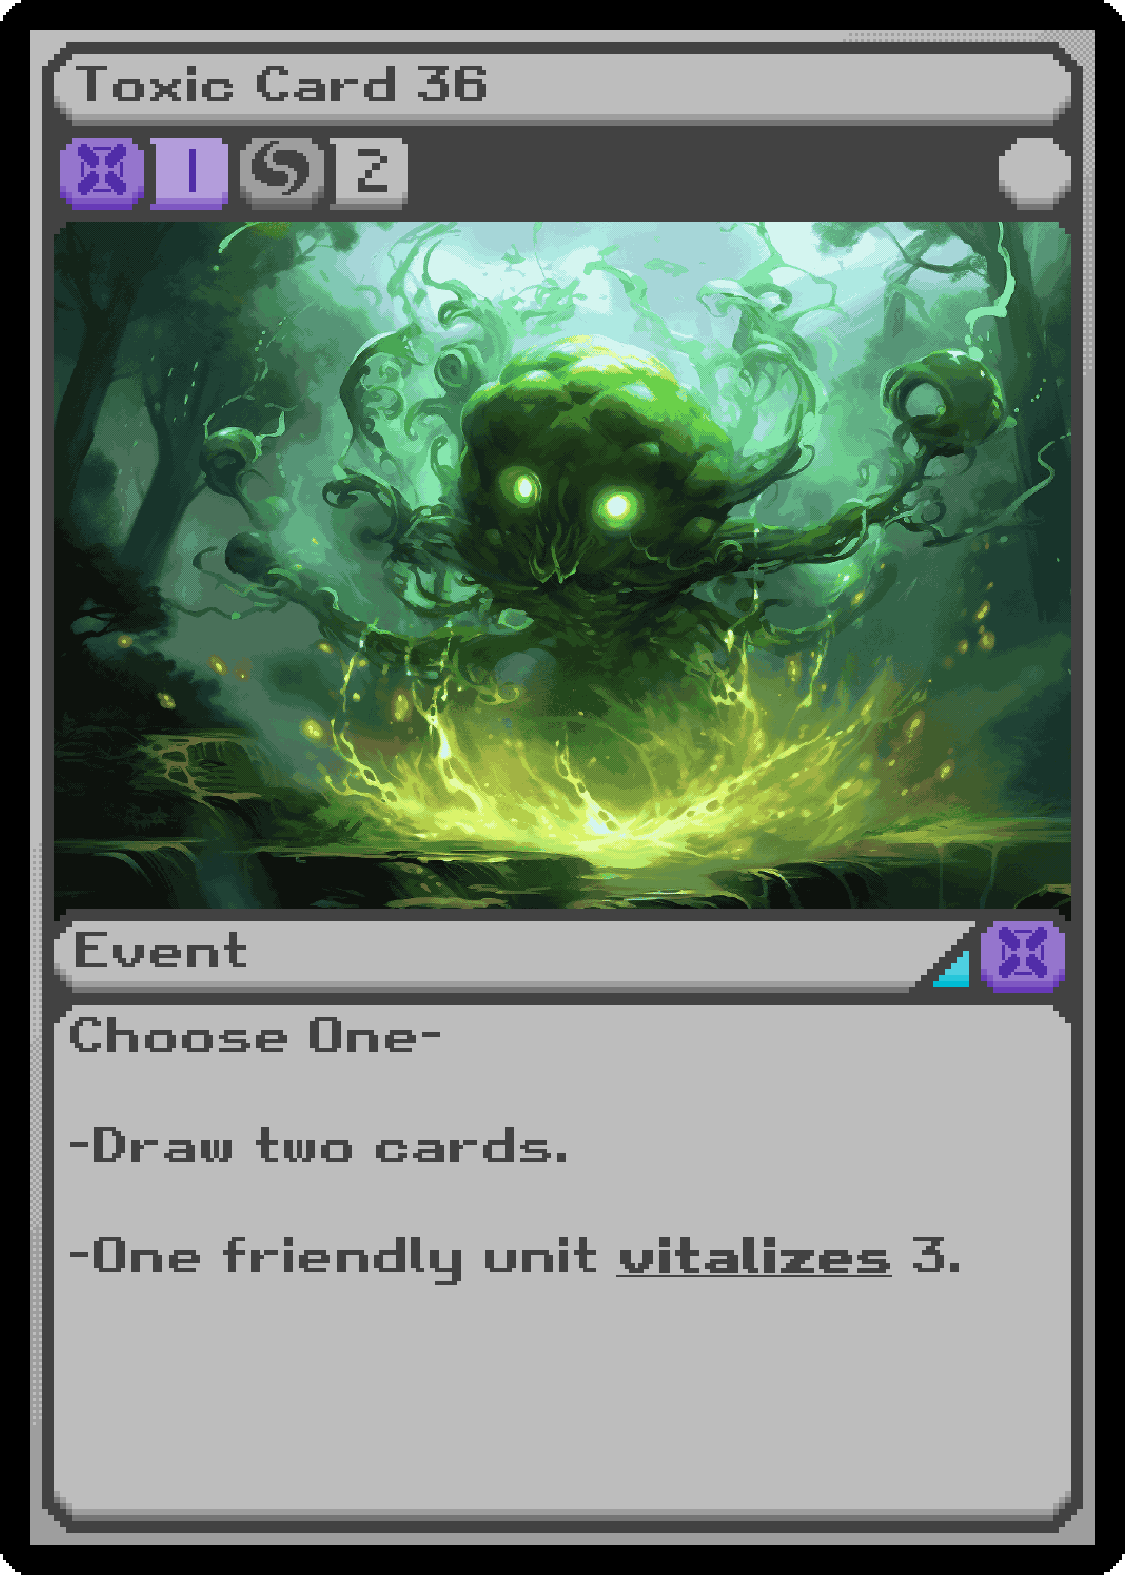 Toxic Card 36
1 2
Event
Choose One-
-Draw two cards.
-One friendly unit vitalizes 3.